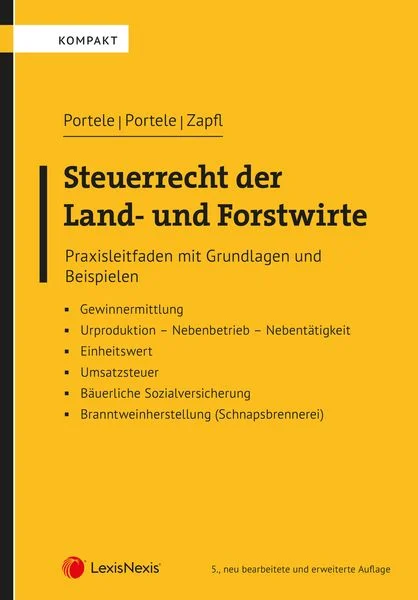 KOMPAKT
Portele | Portele | Zapfl
Steuerrecht der
Land- und Forstwirte
Praxisleitfaden mit Grundlagen und
Beispielen
▪ Gewinnermittlung
▪ Urproduktion – Nebenbetrieb – Nebentätigkeit
▪ Einheitswert
▪ Umsatzsteuer
▪ Bäuerliche Sozialversicherung
▪ Branntweinherstellung (Schnapsbrennerei)
LexisNexis®
5., neu bearbeitete und erweiterte Auflage